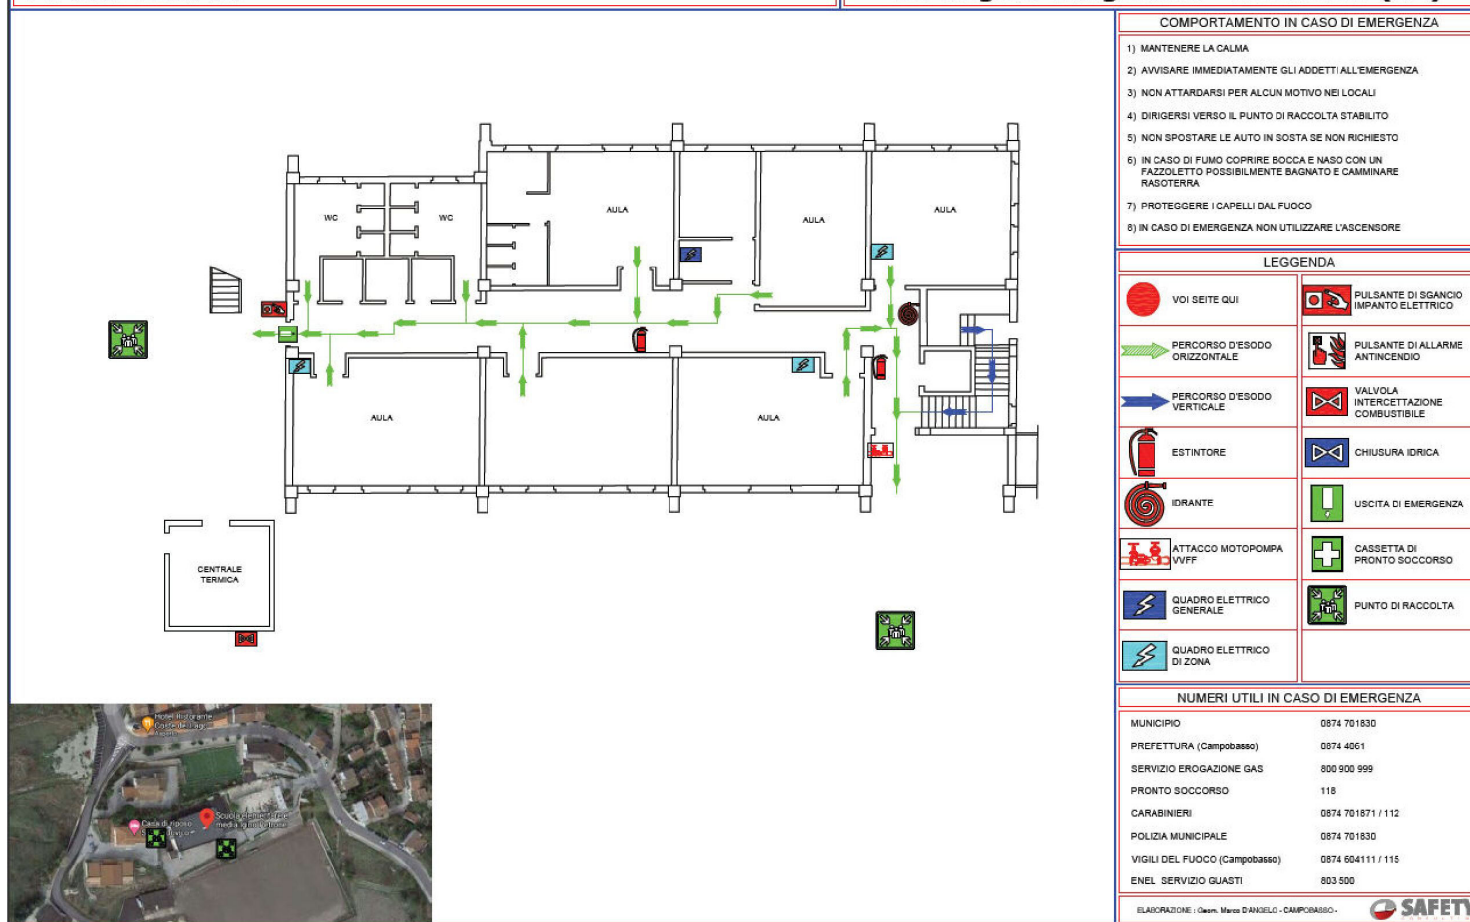 COMPORTAMENTO IN CASO DI EMERGENZA
1) MANTENERE LA CALMA
2) AVVISARE IMMEDIATAMENTE GLI ADDETTI ALL'EMERGENZA
3) NON ATTARDARSI PER ALCUN MOTIVO NEI LOCALI
4) DIRIGERSI VERSO IL PUNTO DI RACCOLTA STABILITO
5) NON SPOSTARE LE AUTO IN SOSTA SE NON RICHIESTO
6) IN CASO DI FUMO COPRIRE BOCCA E NASO CON UN
FAZZOLETTO POSSIBILMENTE BAGNATO E CAMMINARE
RASOTERRA
7) PROTEGGERE I CAPELLI DAL FUOCO
8) IN CASO DI EMERGENZA NON UTILIZZARE L'ASCENSORE
WC
WC
AULA
AULA
AULA
AULA
AULA
CENTRALE
TERMICA
LEGGENDA
VOI SEITE QUI
PULSANTE DI SGANCIO
IMPANTO ELETTRICO
PERCORSO D'ESODO
ORIZZONTALE
PULSANTE DI ALLARME
ANTINCENDIO
PERCORSO D'ESODO
VERTICALE
VALVOLA
INTERCETTAZIONE
COMBUSTIBILE
ESTINTORE
CHIUSURA IDRICA
IDRANTE
USCITA DI EMERGENZA
ATTACCO MOTOPOMPA
VVFF
CASSETTA DI
PRONTO SOCCORSO
QUADRO ELETTRICO
GENERALE
PUNTO DI RACCOLTA
QUADRO ELETTRICO
DI ZONA
NUMERI UTILI IN CASO DI EMERGENZA
MUNICIPIO 0874 701830
PREFETTURA (Campobasso) 0874 4061
SERVIZIO EROGAZIONE GAS 800 900 999
PRONTO SOCCORSO 118
CARABINIERI 0874 701871 / 112
POLIZIA MUNICIPALE 0874 701830
VIGILI DEL FUOCO (Campobasso) 0874 604111 / 115
ENEL SERVIZIO GUASTI 803 500
ELABORAZIONE : Geom. Marco D'ANGELO - CAMPOBASSO -
SAFETY
Hotel Ristorante
Casa di riposo
Scuola elementare e
media